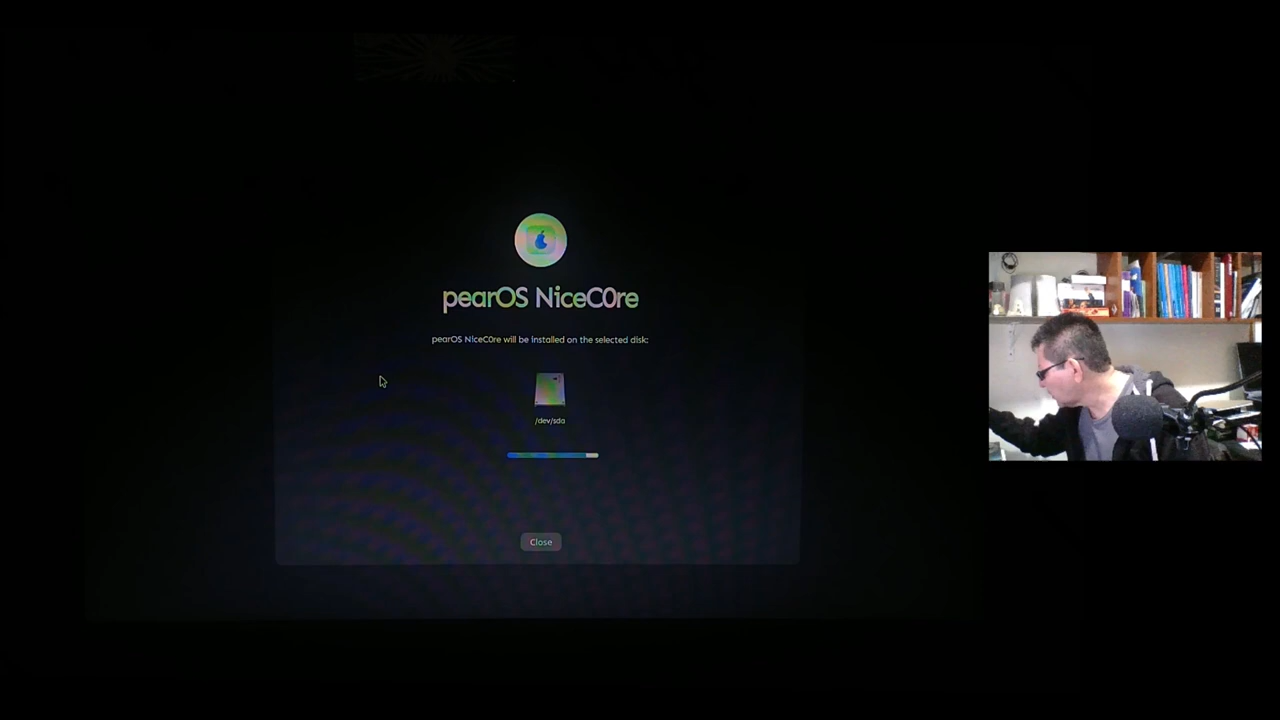 pearOS NiceC0re
pearOS NiceC0re will be installed on the selected disk:
/dev/sda
Close